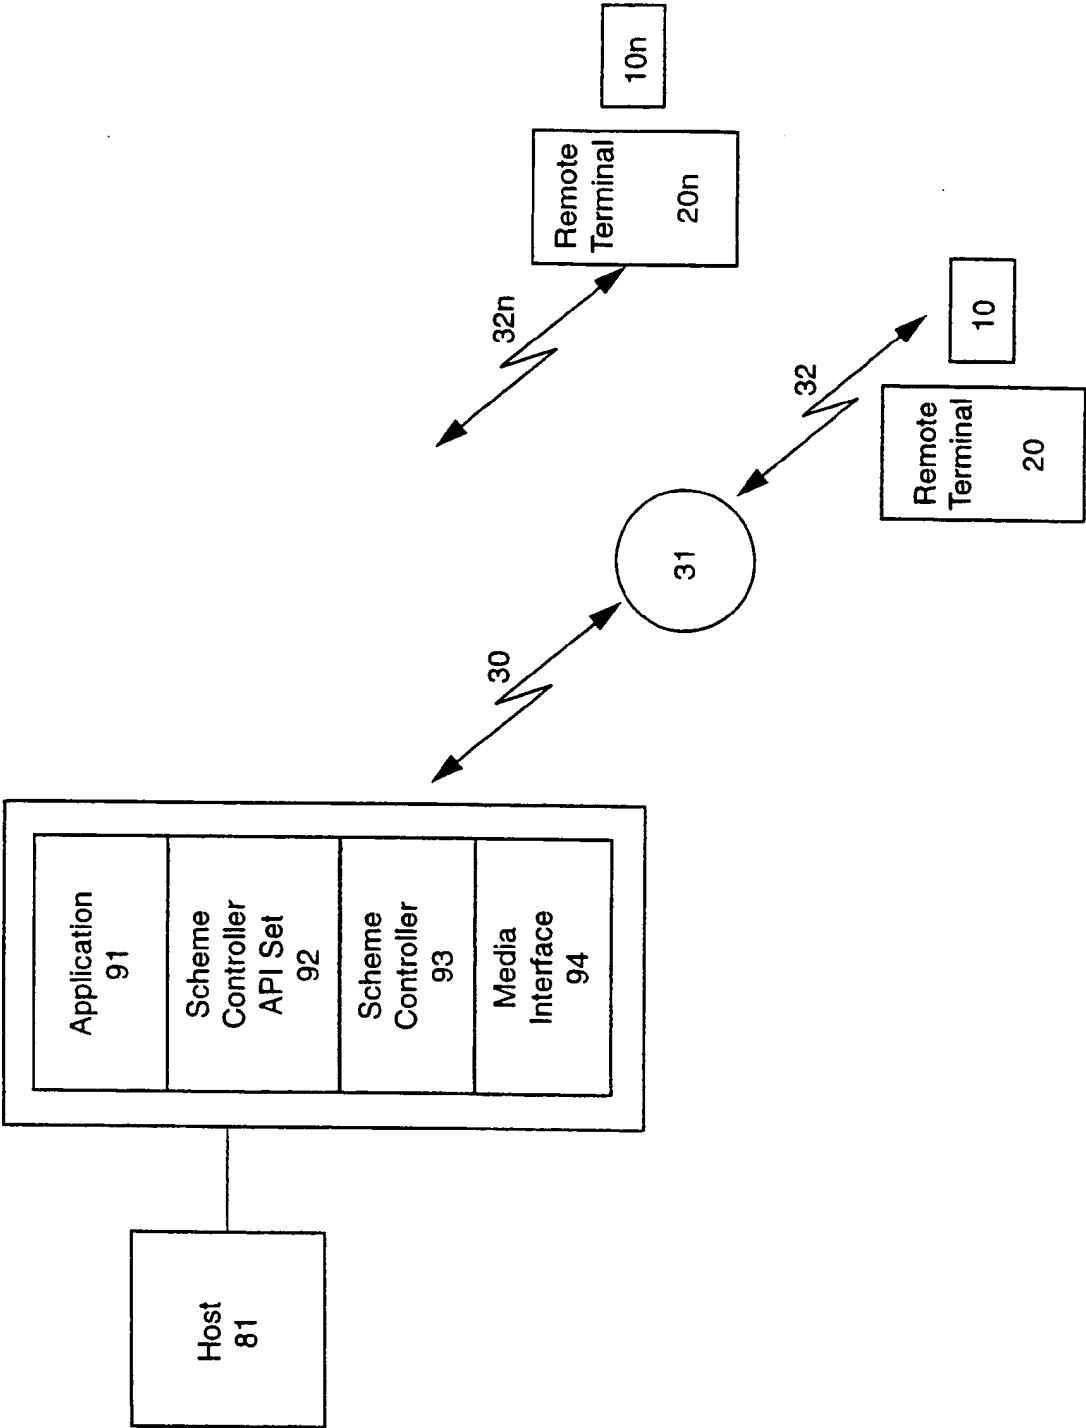 Host
81
Application
91
Scheme
Controller
API Set
92
Scheme
Controller
93
Media
Interface
94
30
31
32
32n
Remote
Terminal
20
10
Remote
Terminal
20n
10n